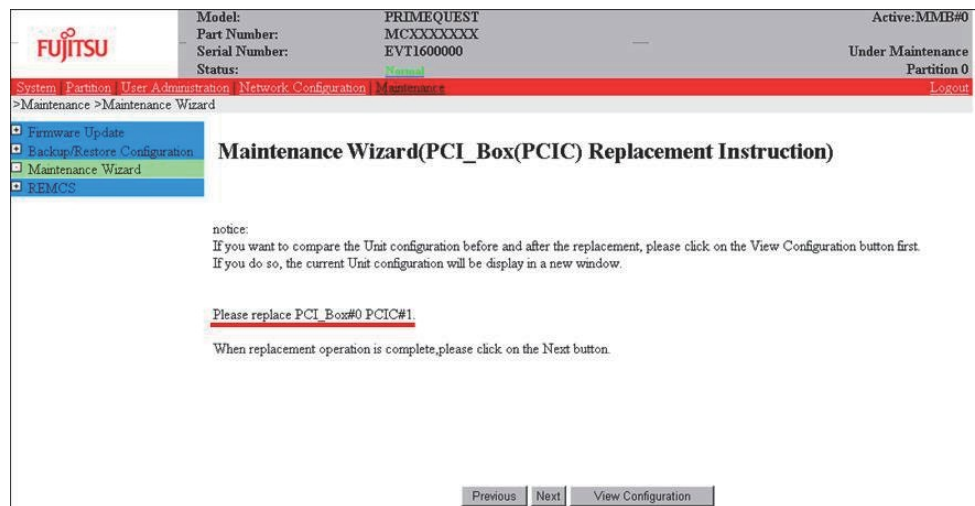 FUJITSU
Model: PRIMEQUEST
Part Number: MCXXXXXXX
Serial Number: EVT1600000
Status: Normal
Active:MMB#0
Under Maintenance
Partition 0
System | Partition | User Administration | Network Configuration | Maintenance
Logout
>Maintenance >Maintenance Wizard
Firmware Update
Backup/Restore Configuration
Maintenance Wizard
REMCS
Maintenance Wizard(PCI_Box(PCIC) Replacement Instruction)
notice:
If you want to compare the Unit configuration before and after the replacement, please click on the View Configuration button first.
If you do so, the current Unit configuration will be display in a new window.
Please replace PCI_Box#0 PCIC#1.
When replacement operation is complete,please click on the Next button.
Previous Next View Configuration